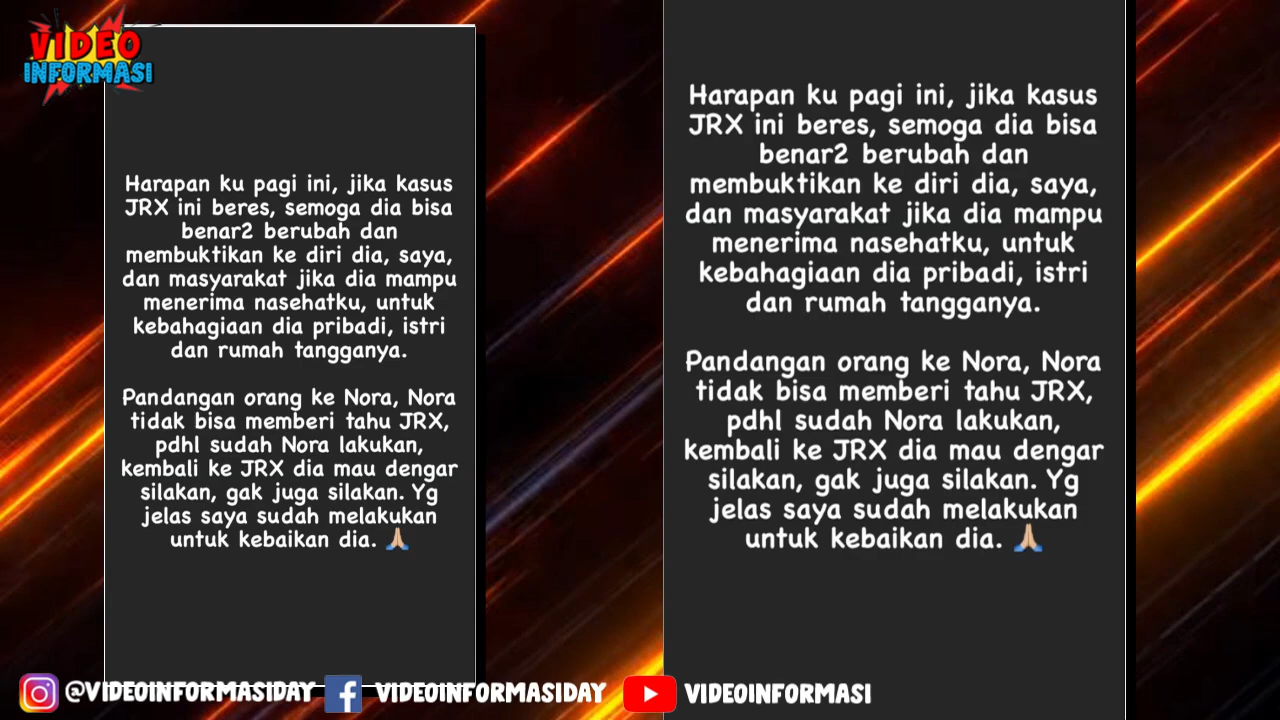 VIDEO
INFORMASI
Harapan ku pagi ini, jika kasus
JRX ini beres, semoga dia bisa
benar2 berubah dan
membuktikan ke diri dia, saya,
dan masyarakat jika dia mampu
menerima nasehatku, untuk
kebahagiaan dia pribadi, istri
dan rumah tangganya.
Pandangan orang ke Nora, Nora
tidak bisa memberi tahu JRX,
pdhl sudah Nora lakukan,
kembali ke JRX dia mau dengar
silakan, gak juga silakan. Yg
jelas saya sudah melakukan
untuk kebaikan dia. 🙏🏼
Harapan ku pagi ini, jika kasus
JRX ini beres, semoga dia bisa
benar2 berubah dan
membuktikan ke diri dia, saya,
dan masyarakat jika dia mampu
menerima nasehatku, untuk
kebahagiaan dia pribadi, istri
dan rumah tangganya.
Pandangan orang ke Nora, Nora
tidak bisa memberi tahu JRX,
pdhl sudah Nora lakukan,
kembali ke JRX dia mau dengar
silakan, gak juga silakan. Yg
jelas saya sudah melakukan
untuk kebaikan dia. 🙏🏼
@VIDEOINFORMASIDAY VIDEOINFORMASIDAY VIDEOINFORMASI